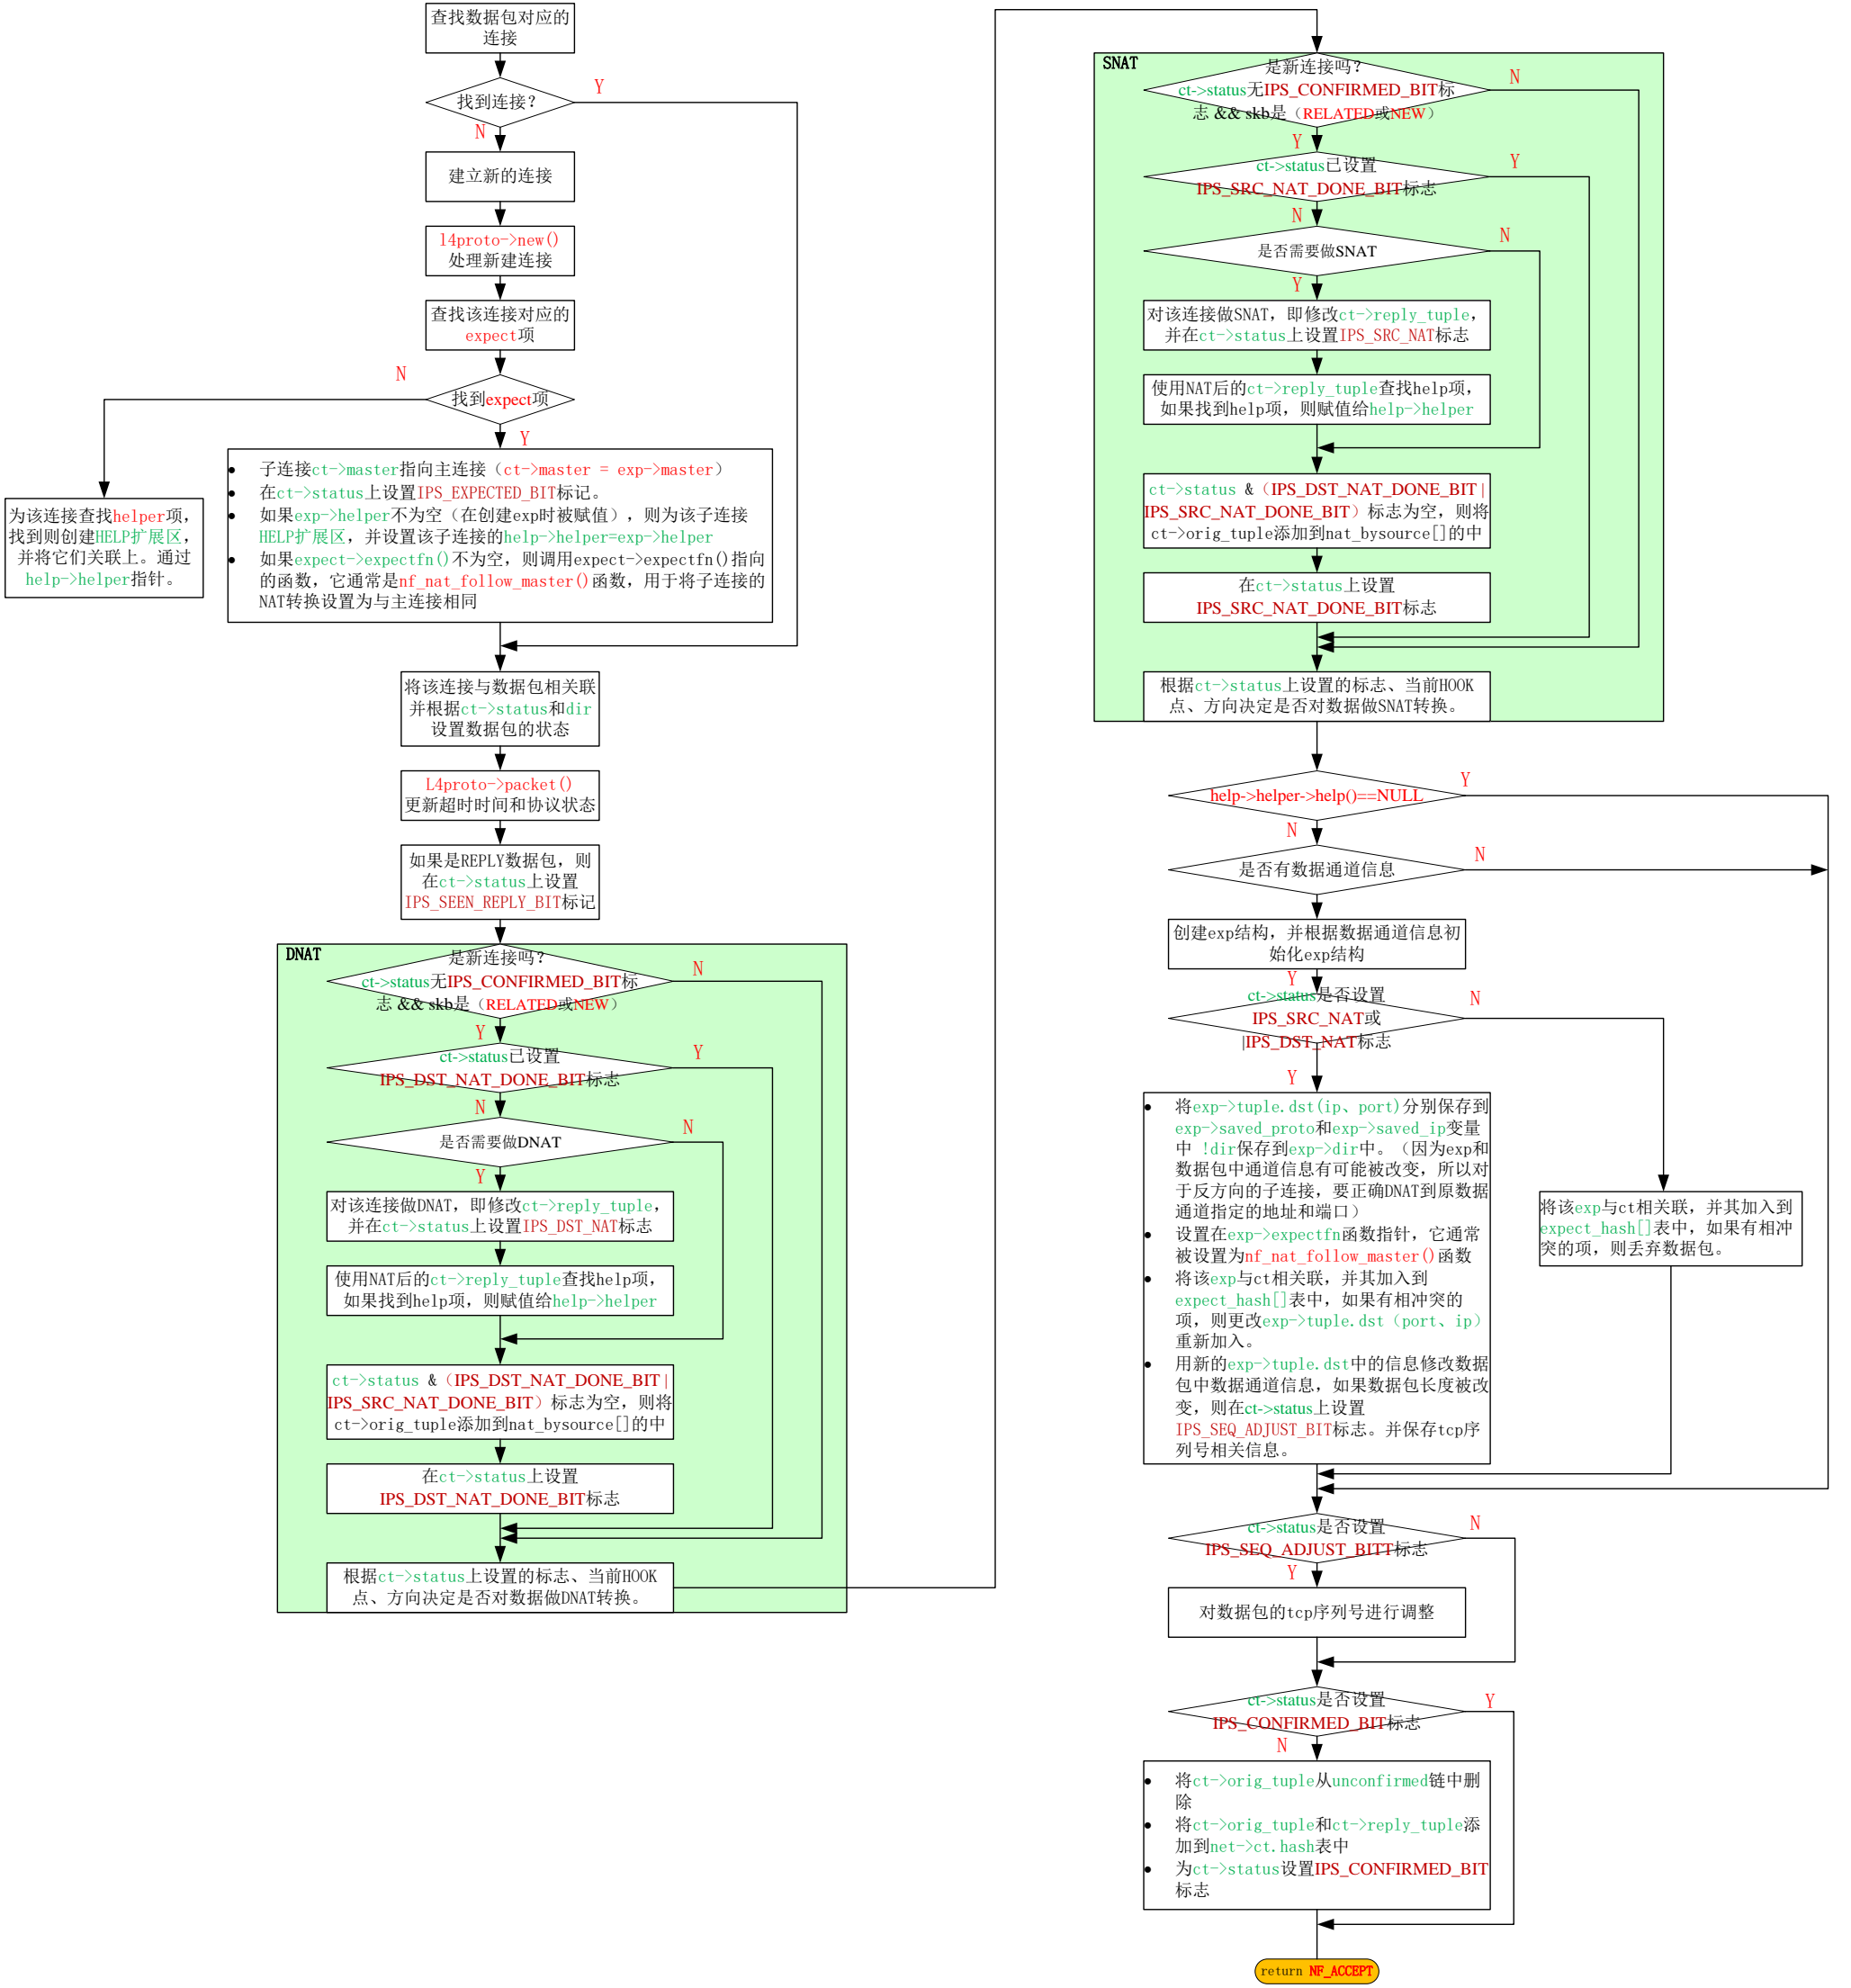 查找数据包对应的
连接
找到连接?
Y
N
建立新的连接
l4proto->new()
处理新建连接
查找该连接对应的
expect项
找到expect项
N
Y
为该连接查找helper项,
找到则创建HELP扩展区,
并将它们关联上。通过
help->helper指针。
● 子连接ct->master指向主连接（ct->master = exp->master）
● 在ct->status上设置IPS_EXPECTED_BIT标记。
● 如果exp->helper不为空（在创建exp时被赋值）, 则为该子连接
HELP扩展区, 并设置该子连接的help->helper=exp->helper
● 如果expect->expectfn()不为空, 则调用expect->expectfn()指向
的函数, 它通常是nf_nat_follow_master()函数, 用于将子连接的
NAT转换设置为与主连接相同
将该连接与数据包相关联
并根据ct->status和dir
设置数据包的状态
L4proto->packet()
更新超时时间和协议状态
如果是REPLY数据包, 则
在ct->status上设置
IPS_SEEN_REPLY_BIT标记
DNAT
是新连接吗?
ct->status无IPS_CONFIRMED_BIT标
志 && skb是（RELATED或NEW）
N
Y
ct->status已设置
IPS_DST_NAT_DONE_BIT标志
Y
N
是否需要做DNAT
N
Y
对该连接做DNAT, 即修改ct->reply_tuple,
并在ct->status上设置IPS_DST_NAT标志
使用NAT后的ct->reply_tuple查找help项,
如果找到help项, 则赋值给help->helper
ct->status &（IPS_DST_NAT_DONE_BIT |
IPS_SRC_NAT_DONE_BIT）标志为空, 则将
ct->orig_tuple添加到nat_bysource[]的中
在ct->status上设置
IPS_DST_NAT_DONE_BIT标志
根据ct->status上设置的标志、当前HOOK
点、方向决定是否对数据做DNAT转换。
SNAT
是新连接吗?
ct->status无IPS_CONFIRMED_BIT标
志 && skb是（RELATED或NEW）
N
Y
ct->status已设置
IPS_SRC_NAT_DONE_BIT标志
Y
N
是否需要做SNAT
N
Y
对该连接做SNAT, 即修改ct->reply_tuple,
并在ct->status上设置IPS_SRC_NAT标志
使用NAT后的ct->reply_tuple查找help项,
如果找到help项, 则赋值给help->helper
ct->status &（IPS_DST_NAT_DONE_BIT |
IPS_SRC_NAT_DONE_BIT）标志为空, 则将
ct->orig_tuple添加到nat_bysource[]的中
在ct->status上设置
IPS_SRC_NAT_DONE_BIT标志
根据ct->status上设置的标志、当前HOOK
点、方向决定是否对数据做SNAT转换。
help->helper->help()==NULL
Y
N
是否有数据通道信息
N
创建exp结构, 并根据数据通道信息初
始化exp结构
Y
ct->status是否设置
IPS_SRC_NAT或
|IPS_DST_NAT标志
N
Y
● 将exp->tuple.dst(ip、port)分别保存到
exp->saved_proto和exp->saved_ip变量
中 !dir保存到exp->dir中。（因为exp和
数据包中通道信息有可能被改变, 所以对
于反方向的子连接, 要正确DNAT到原数据
通道指定的地址和端口）
● 设置在exp->expectfn函数指针, 它通常
被设置为nf_nat_follow_master()函数
● 将该exp与ct相关联, 并其加入到
expect_hash[]表中, 如果有相冲突的
项, 则更改exp->tuple.dst（port、ip）
重新加入。
● 用新的exp->tuple.dst中的信息修改数据
包中数据通道信息, 如果数据包长度被改
变, 则在ct->status上设置
IPS_SEQ_ADJUST_BIT标志。并保存tcp序
列号相关信息。
将该exp与ct相关联, 并其加入到
expect_hash[]表中, 如果有相冲
突的项, 则丢弃数据包。
ct->status是否设置
IPS_SEQ_ADJUST_BITT标志
N
Y
对数据包的tcp序列号进行调整
ct->status是否设置
IPS_CONFIRMED_BIT标志
Y
N
● 将ct->orig_tuple从unconfirmed链中删
除
● 将ct->orig_tuple和ct->reply_tuple添
加到net->ct.hash表中
● 为ct->status设置IPS_CONFIRMED_BIT
标志
return NF_ACCEPT